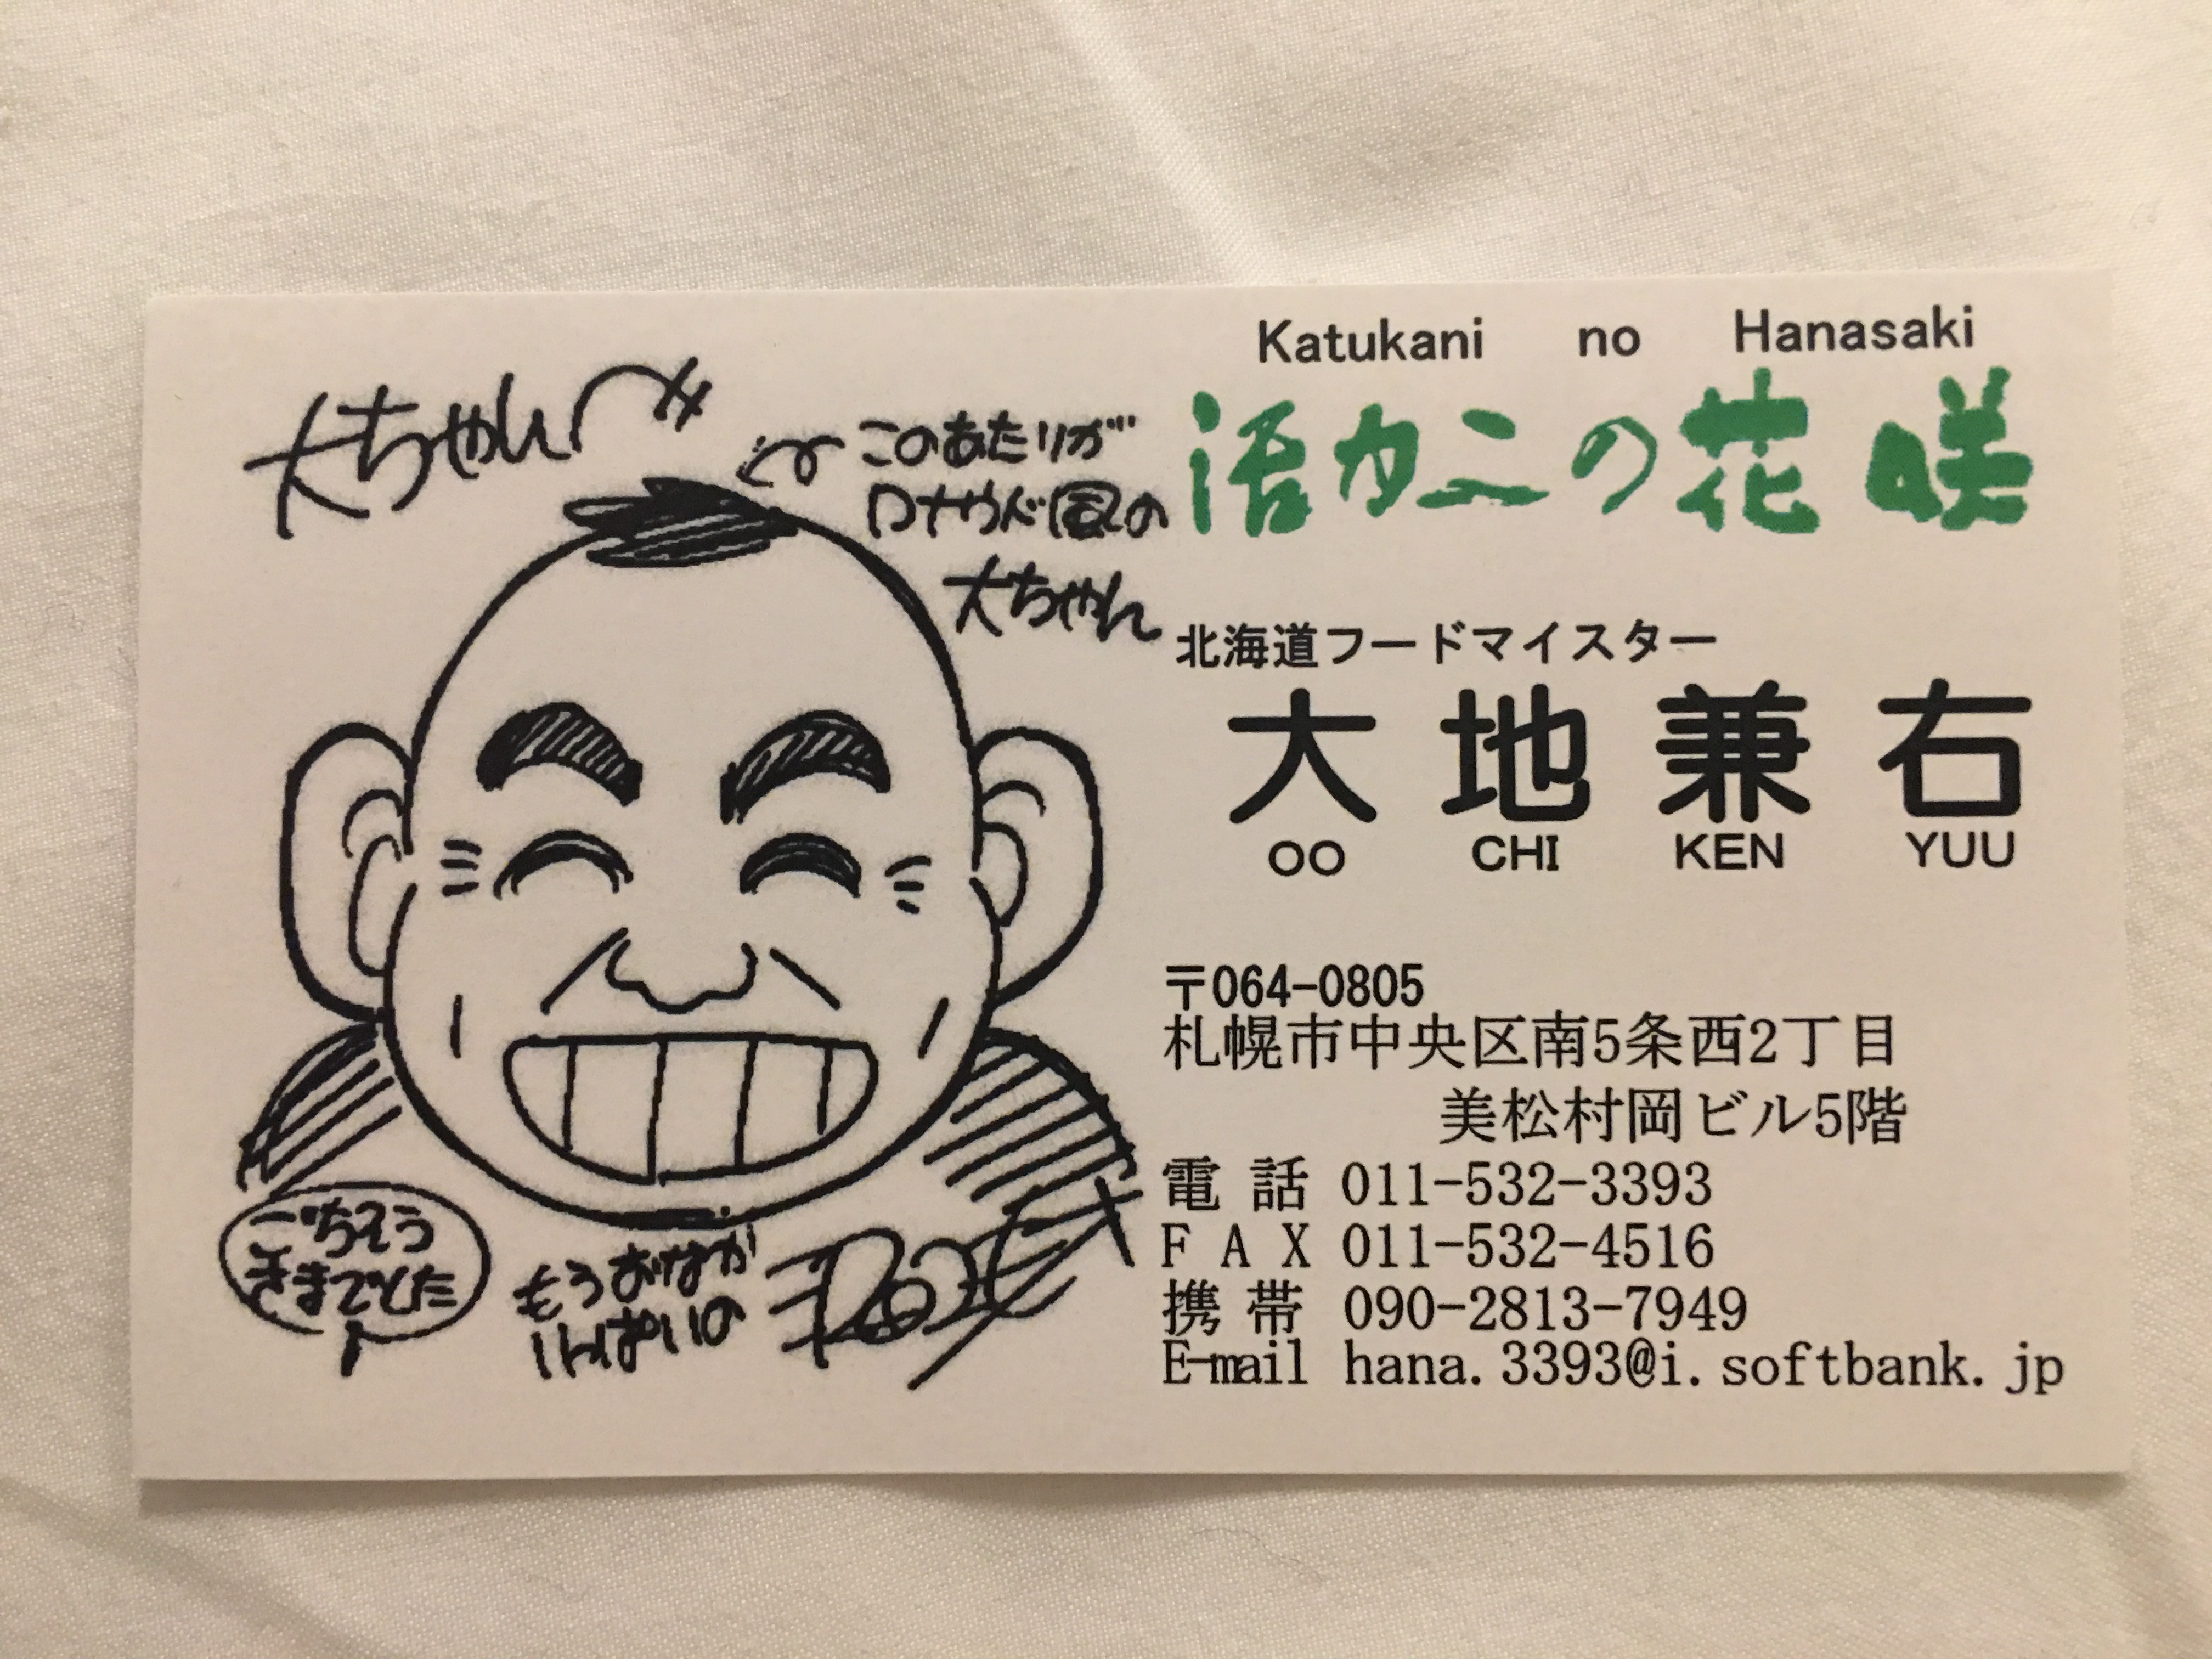 大ちゃん
このあたりが
ロナウド風の
大ちゃん
ごちそう
さまでした
もうおなか
いっぱいの
Katukani no Hanasaki
活カニの花咲
北海道フードマイスター
大地兼右
OO CHI KEN YUU
〒064-0805
札幌市中央区南5条西2丁目
美松村岡ビル5階
電話 011-532-3393
FAX 011-532-4516
携帯 090-2813-7949
E-mail hana.3393@i.softbank.jp